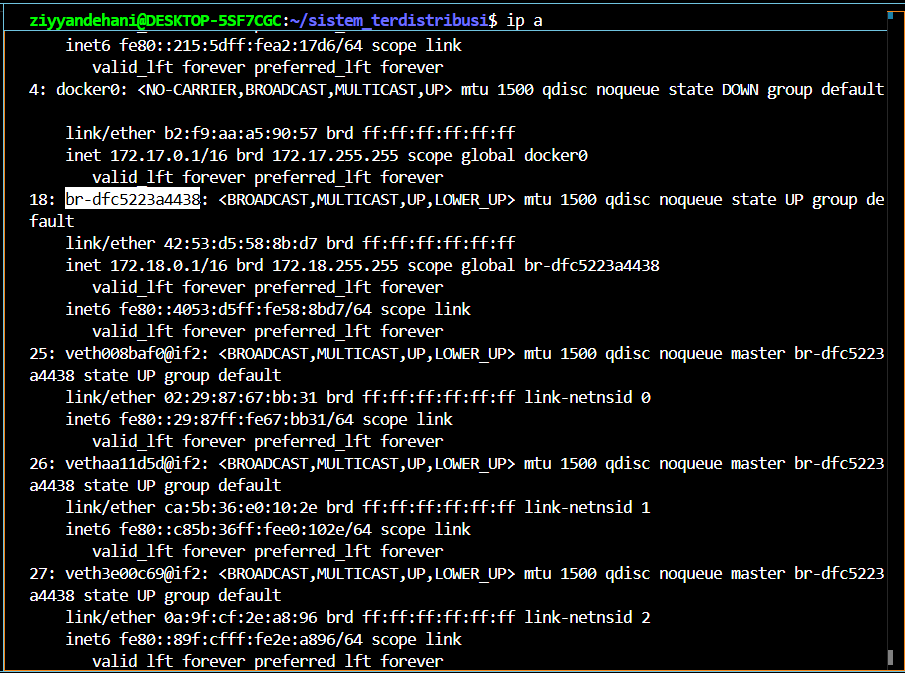 ziyyandehani@DESKTOP-5SF7CGC:~/sistem_terdistribusi$ ip a
inet6 fe80::215:5dff:fea2:17d6/64 scope link
valid_lft forever preferred_lft forever
4: docker0: <NO-CARRIER,BROADCAST,MULTICAST,UP> mtu 1500 qdisc noqueue state DOWN group default
link/ether b2:f9:aa:a5:90:57 brd ff:ff:ff:ff:ff:ff
inet 172.17.0.1/16 brd 172.17.255.255 scope global docker0
valid_lft forever preferred_lft forever
18: br-dfc5223a4438: <BROADCAST,MULTICAST,UP,LOWER_UP> mtu 1500 qdisc noqueue state UP group de
fault
link/ether 42:53:d5:58:8b:d7 brd ff:ff:ff:ff:ff:ff
inet 172.18.0.1/16 brd 172.18.255.255 scope global br-dfc5223a4438
valid_lft forever preferred_lft forever
inet6 fe80::4053:d5ff:fe58:8bd7/64 scope link
valid_lft forever preferred_lft forever
25: veth008baf0@if2: <BROADCAST,MULTICAST,UP,LOWER_UP> mtu 1500 qdisc noqueue master br-dfc5223
a4438 state UP group default
link/ether 02:29:87:67:bb:31 brd ff:ff:ff:ff:ff:ff link-netnsid 0
inet6 fe80::29:87ff:fe67:bb31/64 scope link
valid_lft forever preferred_lft forever
26: vethaa11d5d@if2: <BROADCAST,MULTICAST,UP,LOWER_UP> mtu 1500 qdisc noqueue master br-dfc5223
a4438 state UP group default
link/ether ca:5b:36:e0:10:2e brd ff:ff:ff:ff:ff:ff link-netnsid 1
inet6 fe80::c85b:36ff:fee0:102e/64 scope link
valid_lft forever preferred_lft forever
27: veth3e00c69@if2: <BROADCAST,MULTICAST,UP,LOWER_UP> mtu 1500 qdisc noqueue master br-dfc5223
a4438 state UP group default
link/ether 0a:9f:cf:2e:a8:96 brd ff:ff:ff:ff:ff:ff link-netnsid 2
inet6 fe80::89f:cfff:fe2e:a896/64 scope link
valid_lft forever preferred_lft forever